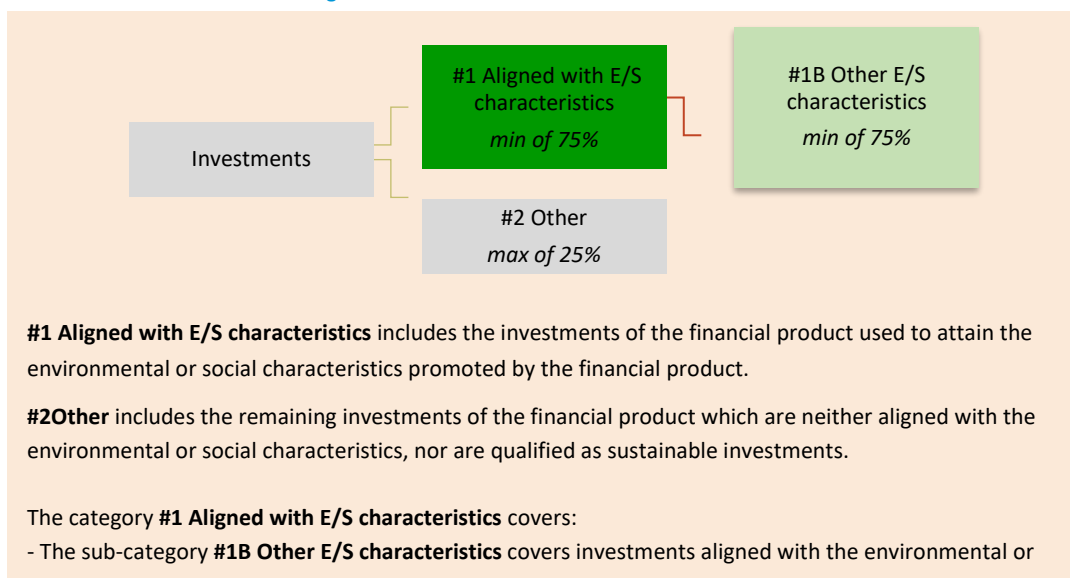 #1 Aligned with E/S
characteristics
min of 75%
#1B Other E/S
characteristics
min of 75%
Investments
#2 Other
max of 25%
#1 Aligned with E/S characteristics includes the investments of the financial product used to attain the
environmental or social characteristics promoted by the financial product.
#2Other includes the remaining investments of the financial product which are neither aligned with the
environmental or social characteristics, nor are qualified as sustainable investments.
The category #1 Aligned with E/S characteristics covers:
- The sub-category #1B Other E/S characteristics covers investments aligned with the environmental or